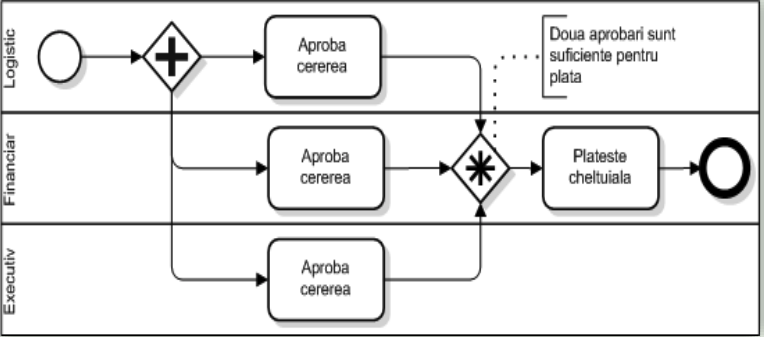 Logistic
Aproba
cererea
Doua aprobari sunt
suficiente pentru
plata
Financiar
Aproba
cererea
Plateste
cheltuiala
Executiv
Aproba
cererea